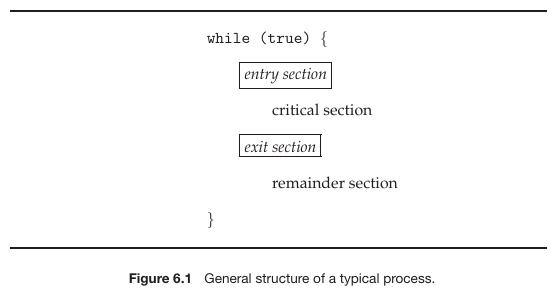 while (true) {
entry section
critical section
exit section
remainder section
}
Figure 6.1 General structure of a typical process.